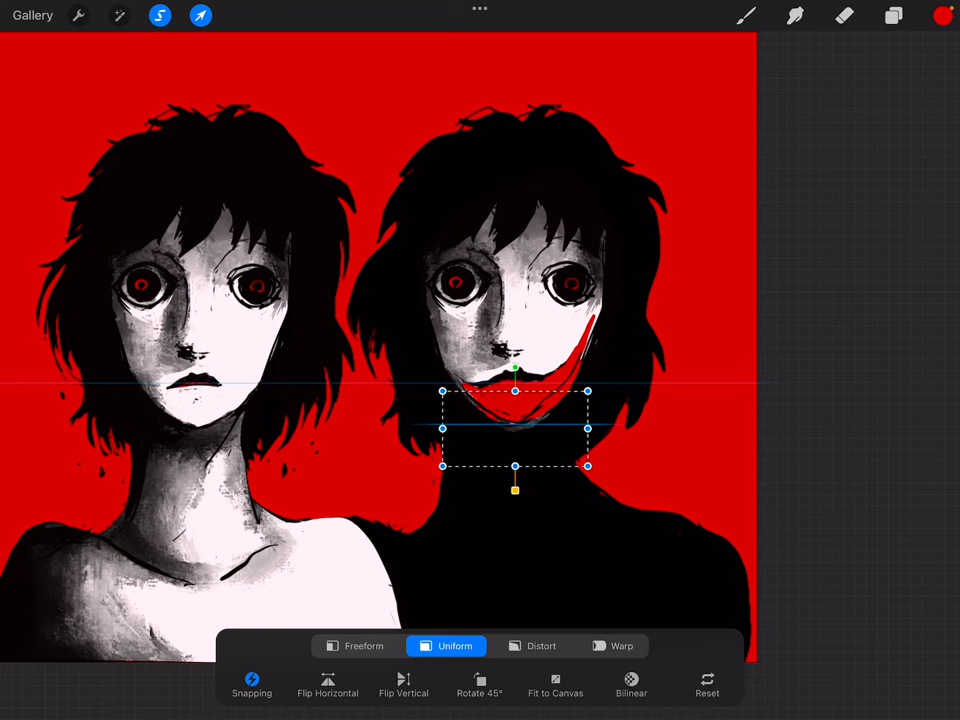 Gallery
Freeform Uniform Distort Warp
Snapping Flip Horizontal Flip Vertical Rotate 45° Fit to Canvas Bilinear Reset